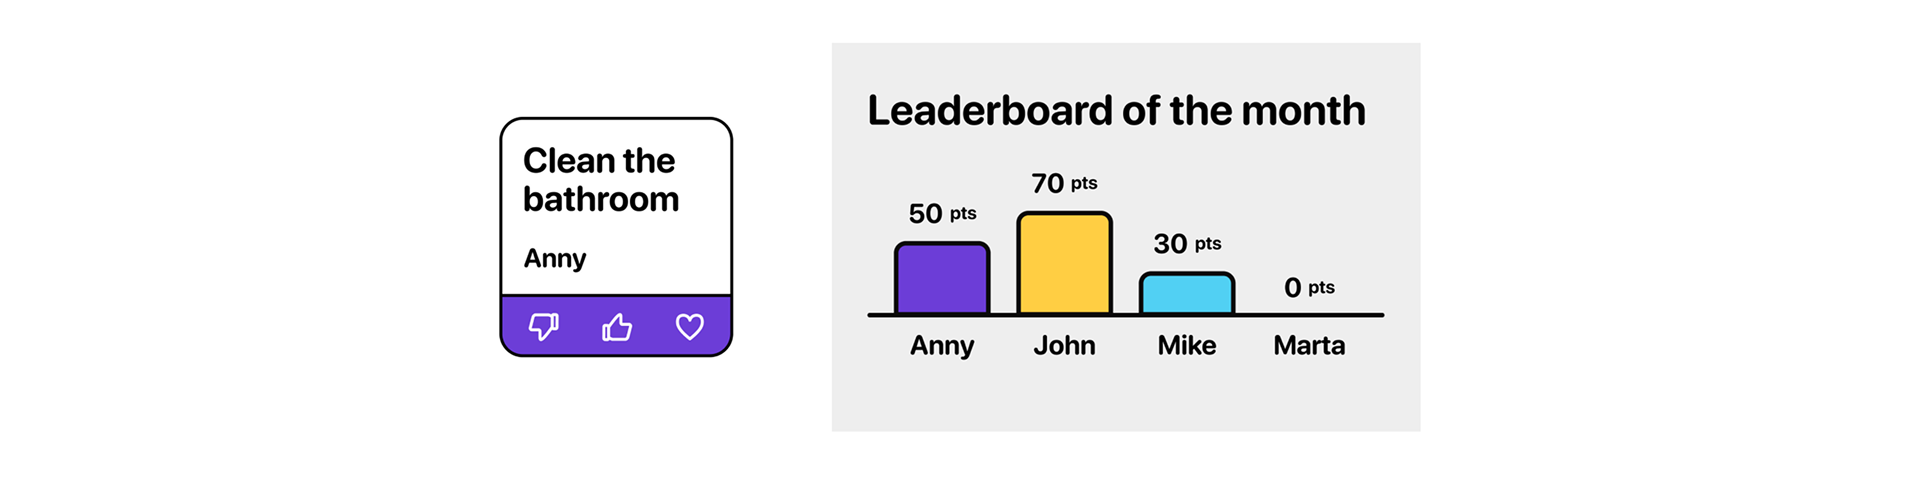 Clean the
bathroom
Anny
Leaderboard of the month
50 pts
70 pts
30 pts
0 pts
Anny
John
Mike
Marta